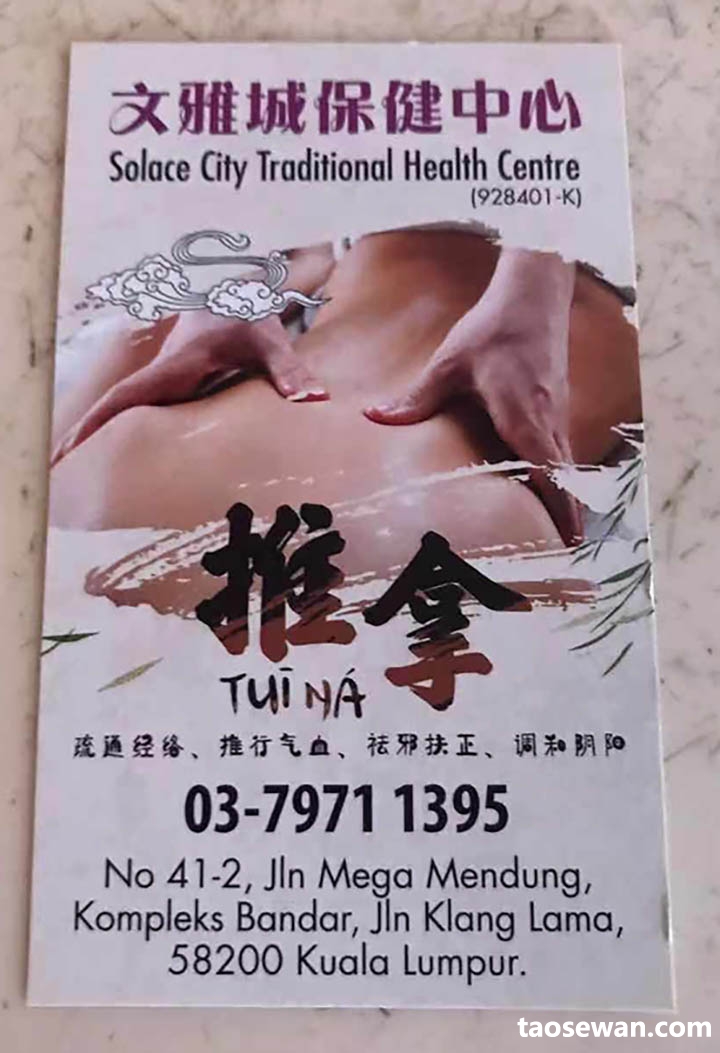 文雅城保健中心
Solace City Traditional Health Centre
(928401-K)
推拿
TUĪ NÁ
疏通经络、推行气血、祛邪扶正、调和阴阳
03-7971 1395
No 41-2, Jln Mega Mendung,
Kompleks Bandar, Jln Klang Lama,
58200 Kuala Lumpur.
taosewan.com